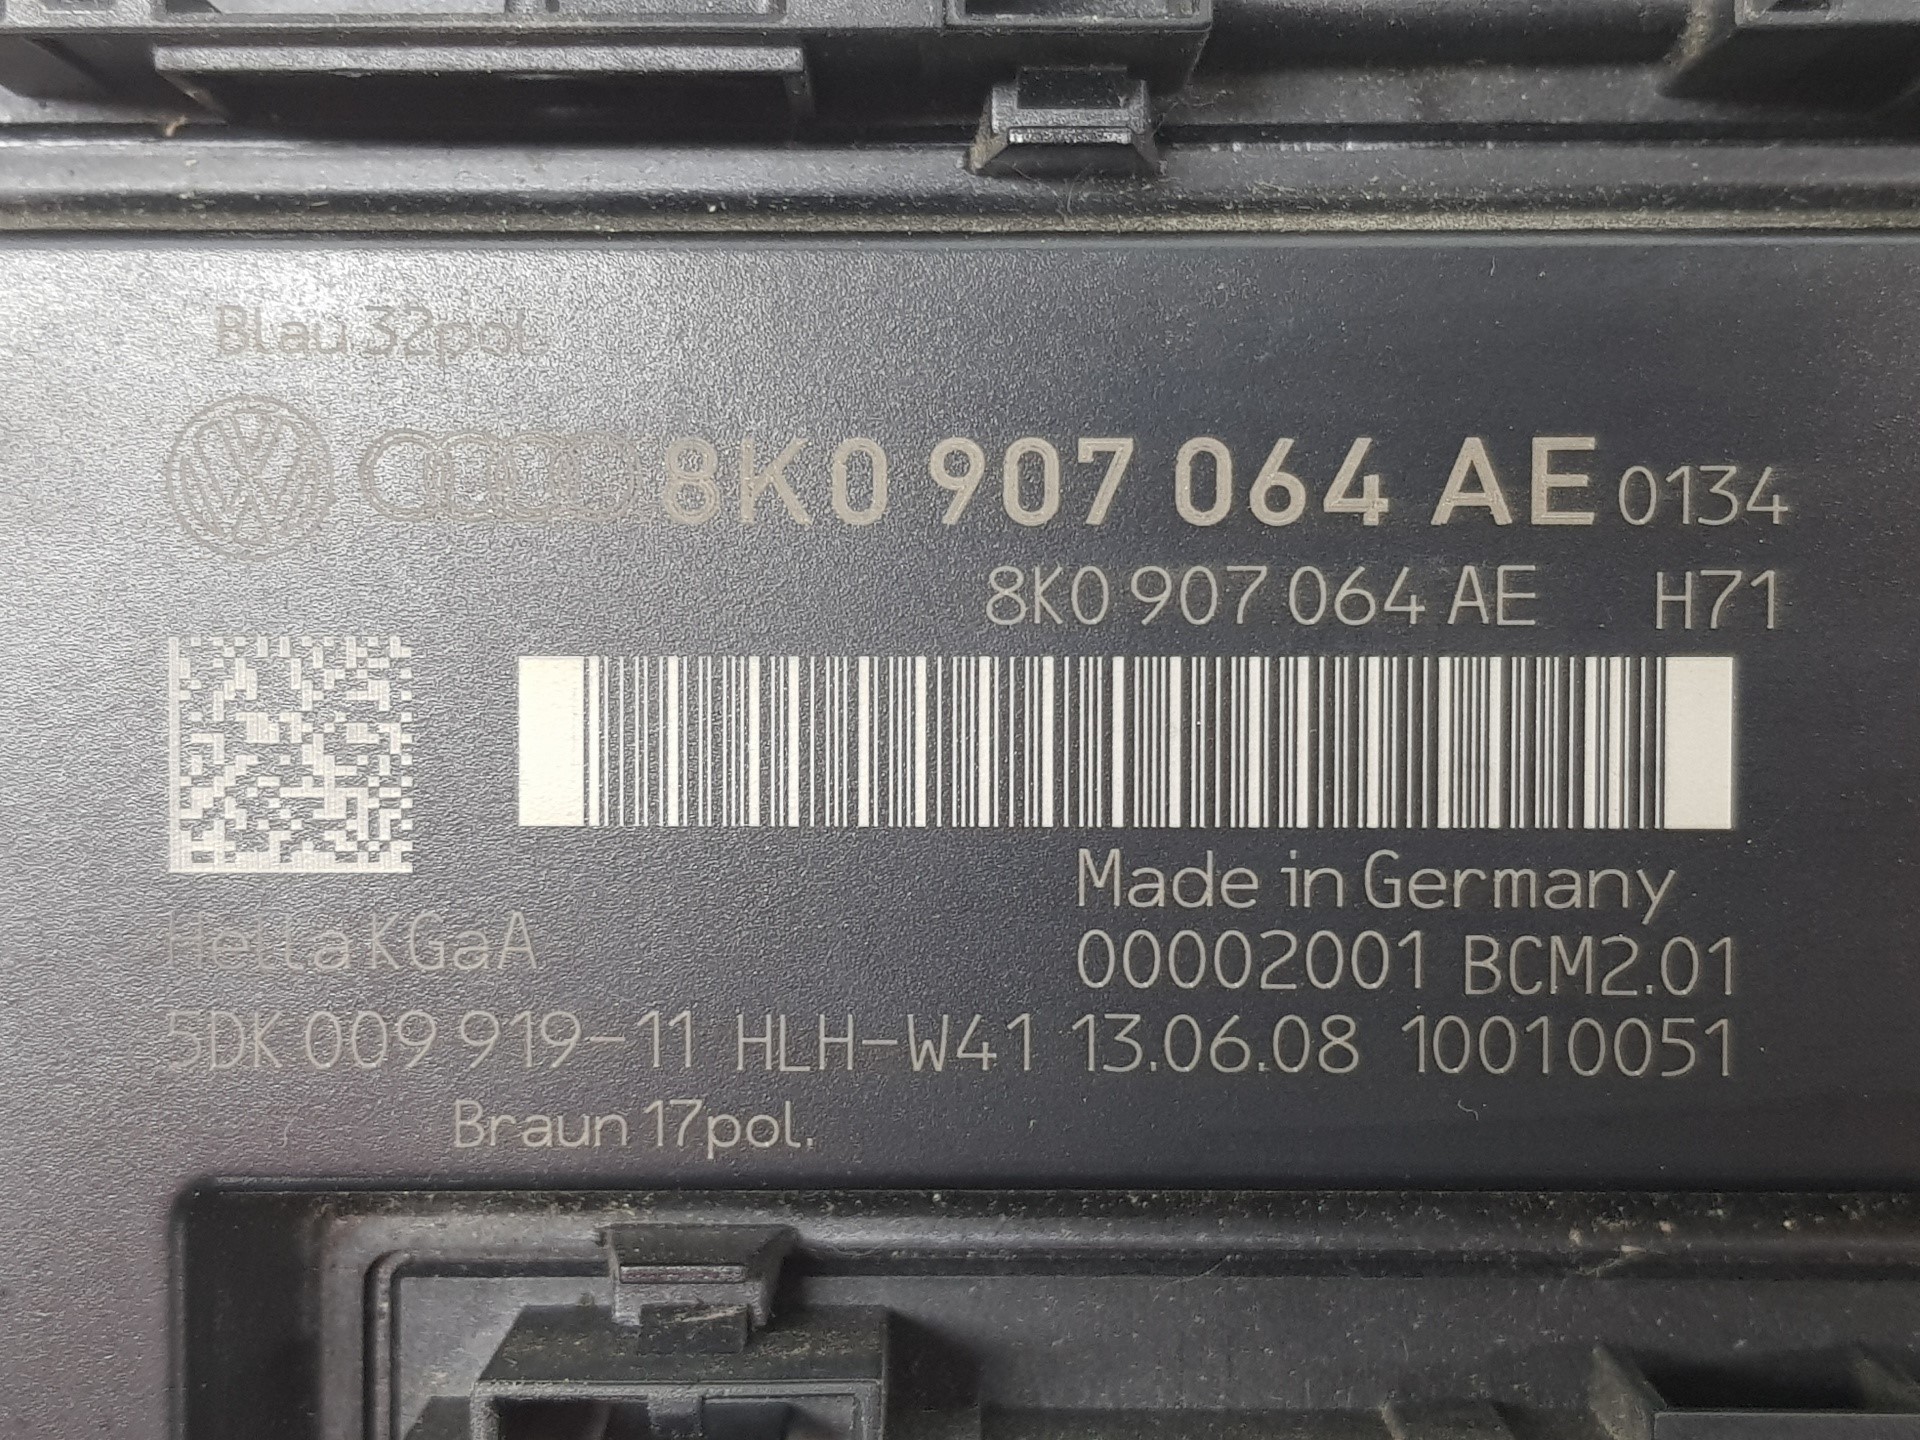 Blau 32pol.
8K0 907 064 AE 0134
8K0 907 064 AE H71
Made in Germany
Hella KGaA 00002001 BCM2.01
5DK 009 919-11 HLH-W41 13.06.08 10010051
Braun 17pol.